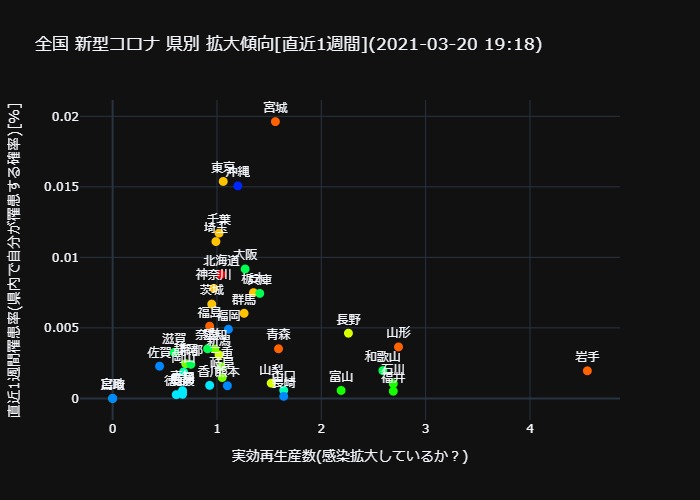 全国 新型コロナ 県別 拡大傾向[直近1週間](2021-03-20 19:18)
直近1週間罹患率(県内で自分が罹患する確率)[%]
0.02
0.015
0.01
0.005
0
宮城
東京
沖縄
千葉
埼玉
大阪
北海道
神奈川
栃木
兵庫
茨城
群馬
福島
福岡
長野
山形
青森
滋賀
佐賀
岡山
和歌山
石川
岩手
香川
熊本
山梨
山口
長崎
富山
福井
0
1
2
3
4
実効再生産数(感染拡大しているか？)